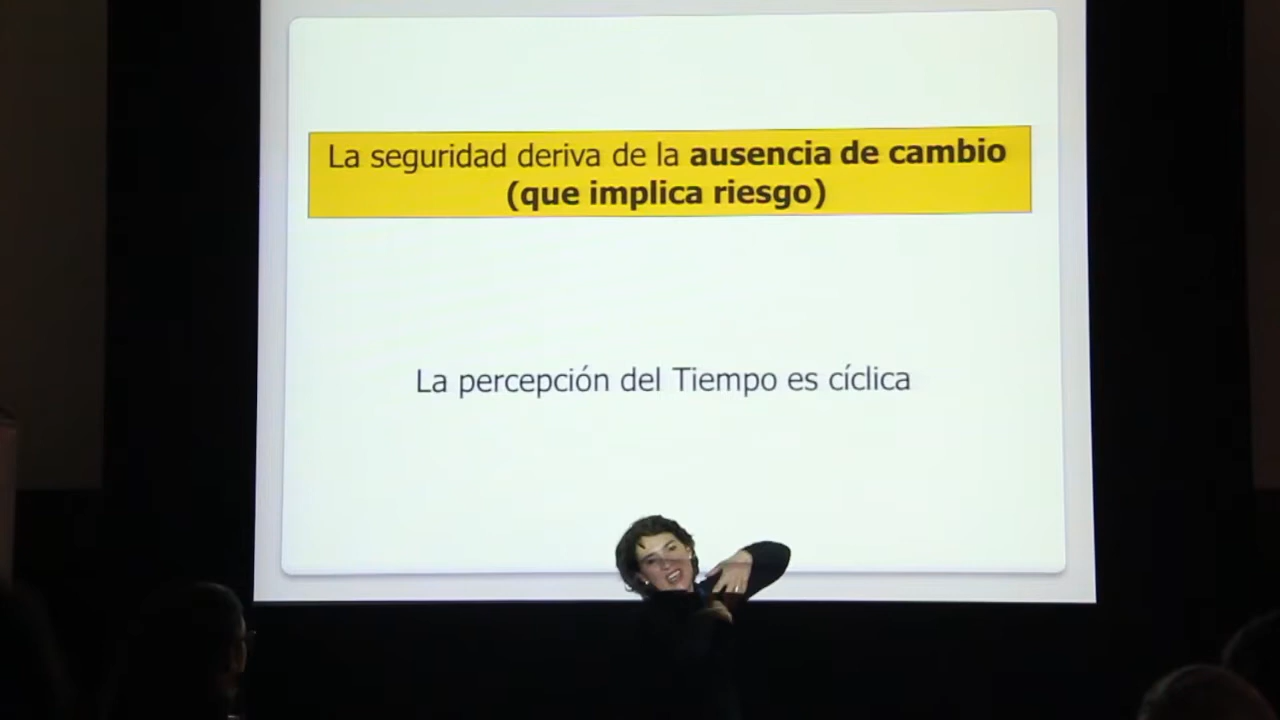 La seguridad deriva de la ausencia de cambio
(que implica riesgo)
La percepción del Tiempo es cíclica